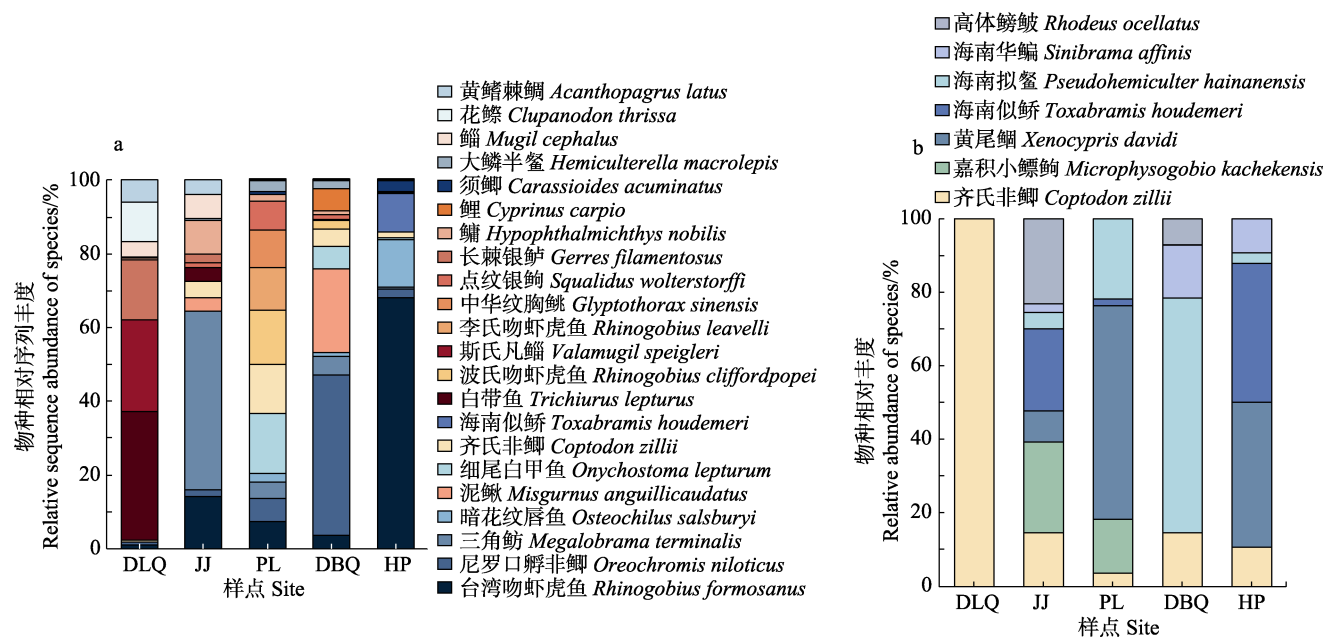 a
物种相对序列丰度
Relative sequence abundance of species/%
100
80
60
40
20
0
DLQ JJ PL DBQ HP
样点 Site
黄鳍棘鲷 Acanthopagrus latus
花鰶 Clupanodon thrissa
鲻 Mugil cephalus
大鳞半䱗 Hemiculterella macrolepis
须鲫 Carassioides acuminatus
鲤 Cyprinus carpio
鳙 Hypophthalmichthys nobilis
长棘银鲈 Gerres filamentosus
点纹银鮈 Squalidus wolterstorffi
中华纹胸鮡 Glyptothorax sinensis
李氏吻虾虎鱼 Rhinogobius leavelli
斯氏凡鲻 Valamugil speigleri
波氏吻虾虎鱼 Rhinogobius cliffordpopei
白带鱼 Trichiurus lepturus
海南似鱎 Toxabramis houdemeri
齐氏非鲫 Coptodon zillii
细尾白甲鱼 Onychostoma lepturum
泥鳅 Misgurnus anguillicaudatus
暗花纹唇鱼 Osteochilus salsburyi
三角鲂 Megalobrama terminalis
尼罗口孵非鲫 Oreochromis niloticus
台湾吻虾虎鱼 Rhinogobius formosanus
高体鳑鲏 Rhodeus ocellatus
海南华鳊 Sinibrama affinis
海南拟䱗 Pseudohemiculter hainanensis
海南似鱎 Toxabramis houdemeri
黄尾鲴 Xenocypris davidi
嘉积小鳔鮈 Microphysogobio kachekensis
齐氏非鲫 Coptodon zillii
b
物种相对丰度
Relative abundance of species/%
100
80
60
40
20
0
DLQ JJ PL DBQ HP
样点 Site